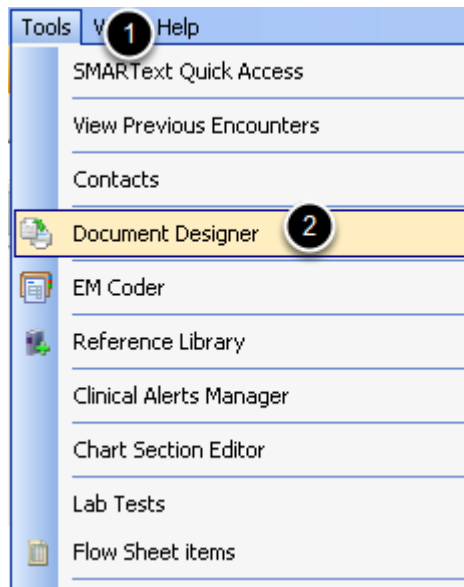 Tools 1 Help
SMARText Quick Access
View Previous Encounters
Contacts
Document Designer 2
EM Coder
Reference Library
Clinical Alerts Manager
Chart Section Editor
Lab Tests
Flow Sheet items